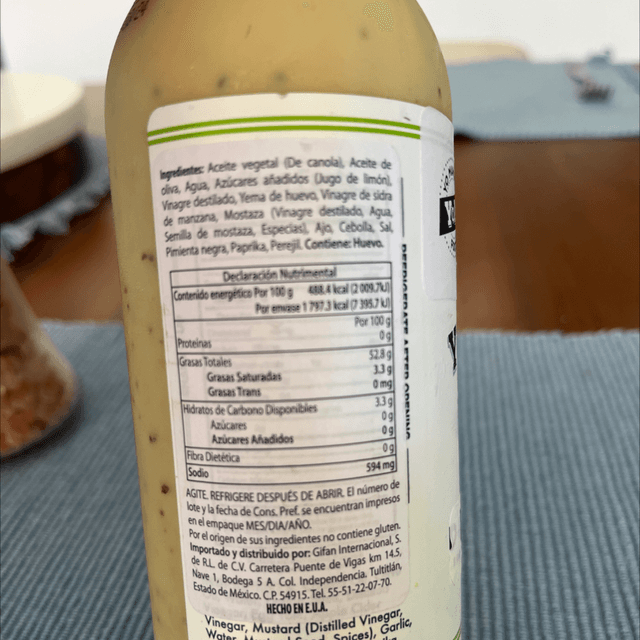 Ingredientes: Aceite vegetal (De canola), Aceite de
oliva, Agua, Azúcares añadidos (Jugo de limón),
Vinagre destilado, Yema de huevo, Vinagre de sidra
de manzana, Mostaza (Vinagre destilado, Agua,
Semilla de mostaza, Especias), Ajo, Cebolla, Sal,
Pimienta negra, Paprika, Perejil. Contiene: Huevo.
Declaración Nutrimental
Contenido energético Por 100 g 488.4 kcal (2 009.7kJ)
Por envase 1 797.3 kcal (7 395.7 kJ)
Por 100 g
Proteínas 0 g
Grasas Totales 52.8 g
Grasas Saturadas 3.3 g
Grasas Trans 0 mg
Hidratos de Carbono Disponibles 3.3 g
Azúcares 0 g
Azúcares Añadidos 0 g
Fibra Dietética 0 g
Sodio 594 mg
AGITE. REFRIGERE DESPUÉS DE ABRIR. El número de
lote y la fecha de Cons. Pref. se encuentran impresos
en el empaque MES/DIA/AÑO.
Por el origen de sus ingredientes no contiene gluten.
Importado y distribuido por: Gifan Internacional, S.
de R.L. de C.V. Carretera Puente de Vigas km 14.5,
Nave 1, Bodega 5 A. Col. Independencia, Tultitlán,
Estado de México. C.P. 54915. Tel. 55-51-22-07-70.
HECHO EN E.U.A.
Vinegar, Mustard (Distilled Vinegar,
Water, Spices), Garlic,
REFRIGERATE AFTER OPENING